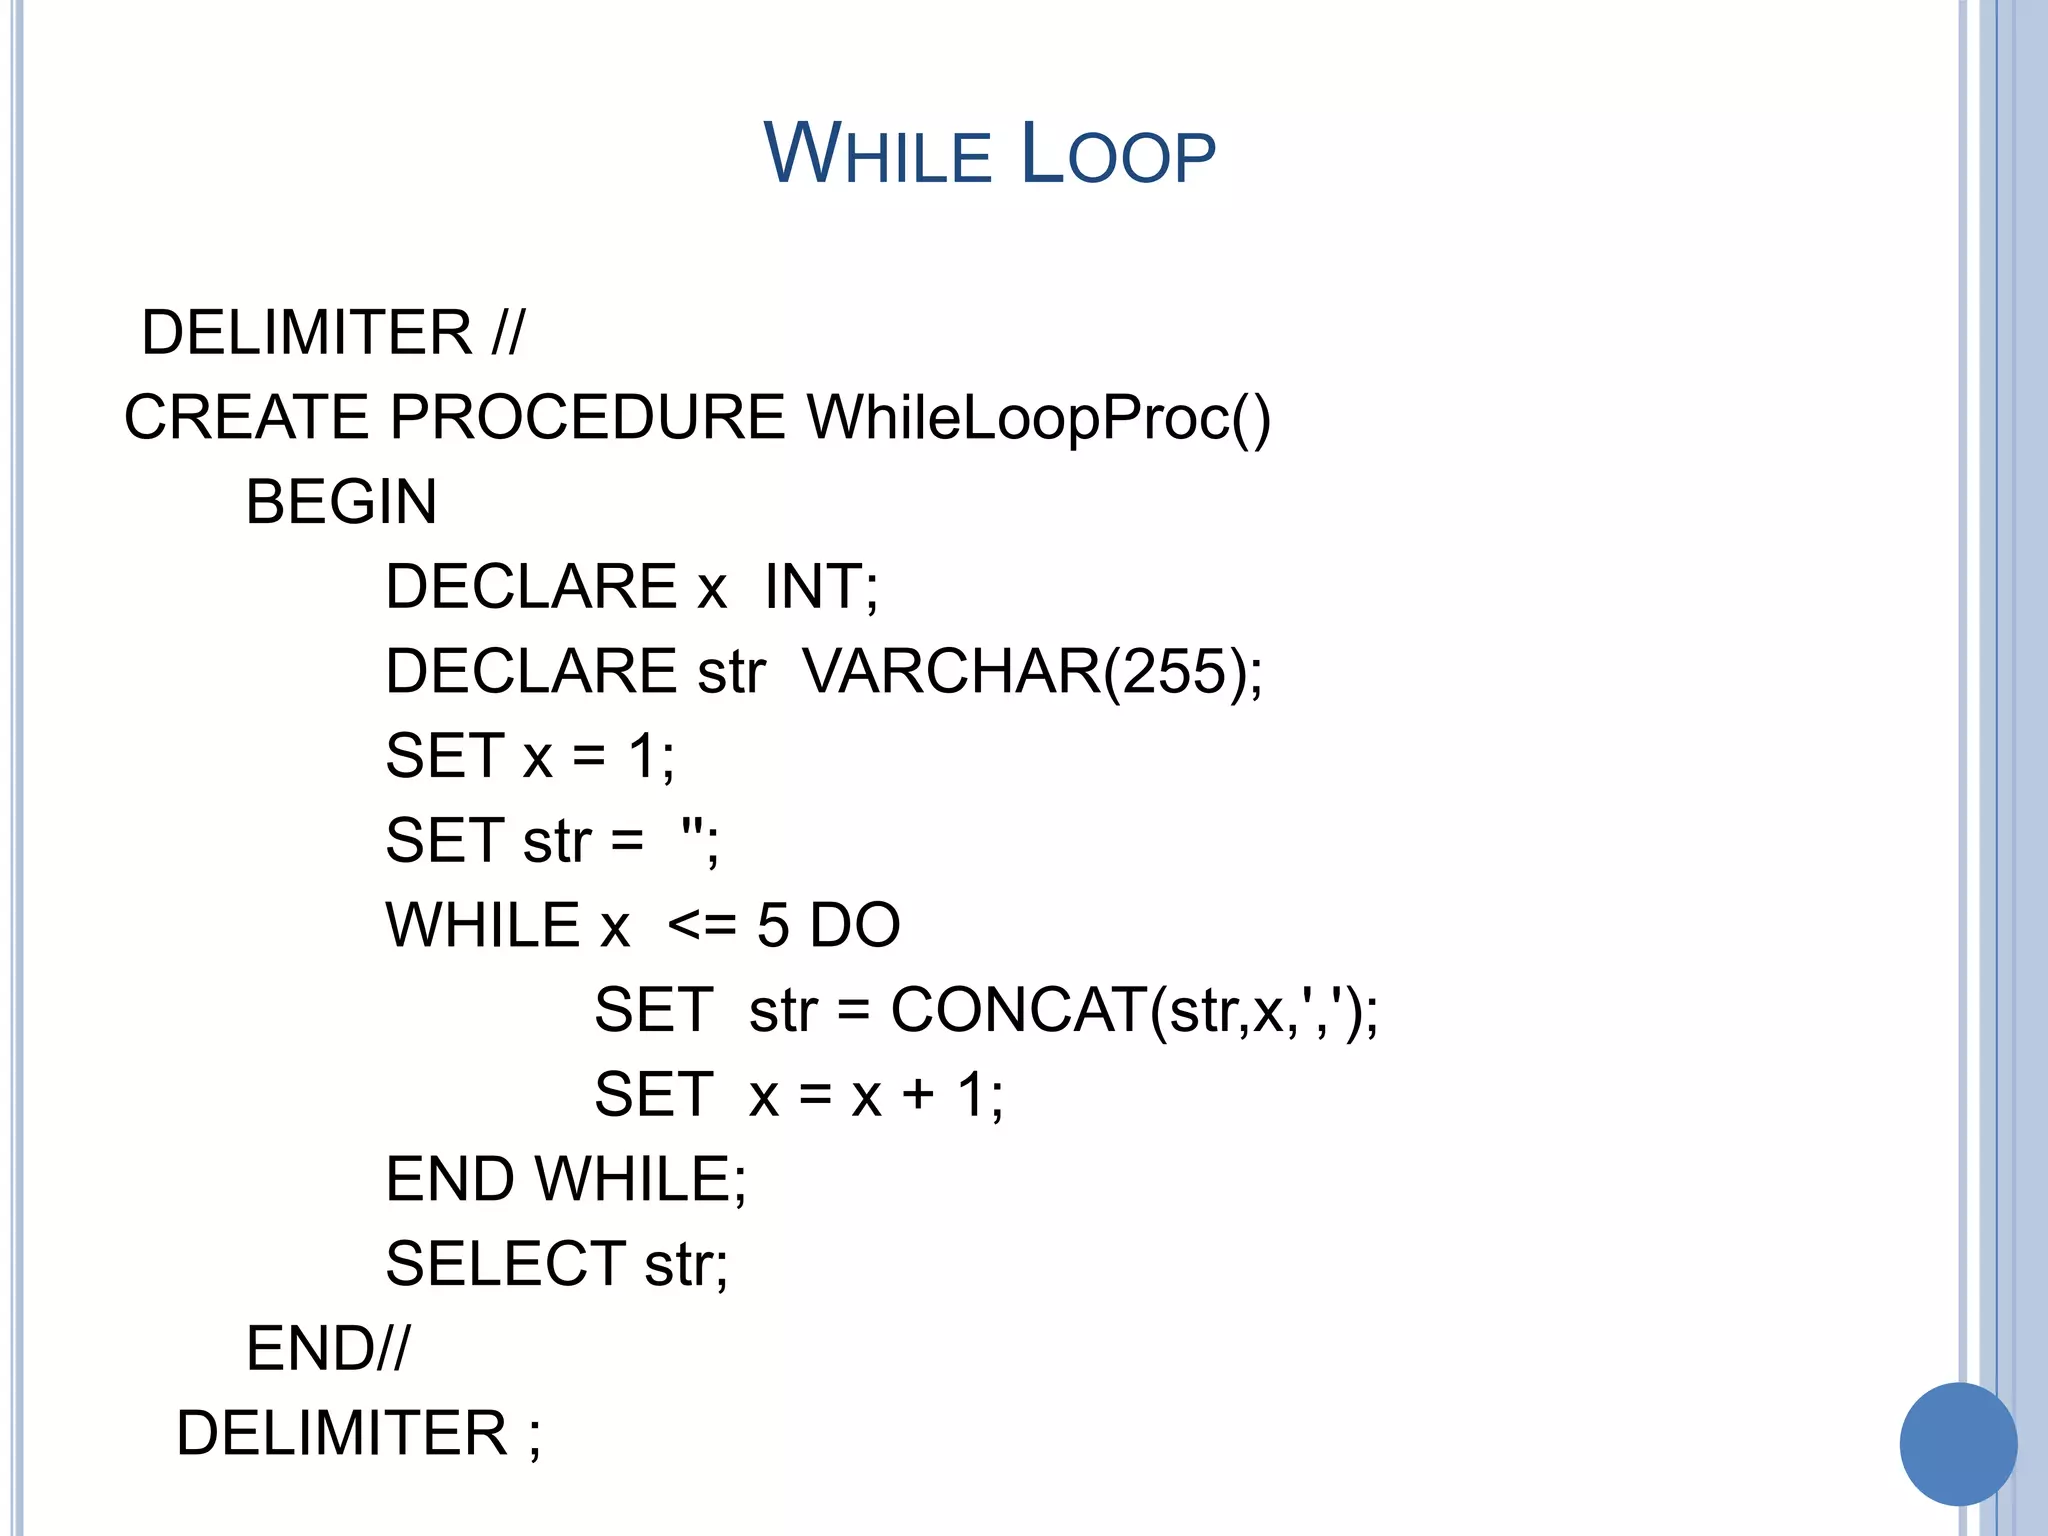 WHILE LOOP
DELIMITER //
CREATE PROCEDURE WhileLoopProc()
BEGIN
DECLARE x  INT;
DECLARE str  VARCHAR(255);
SET x = 1;
SET str =  '';
WHILE x  <= 5 DO
SET  str = CONCAT(str,x,',');
SET  x = x + 1;
END WHILE;
SELECT str;
END//
DELIMITER ;